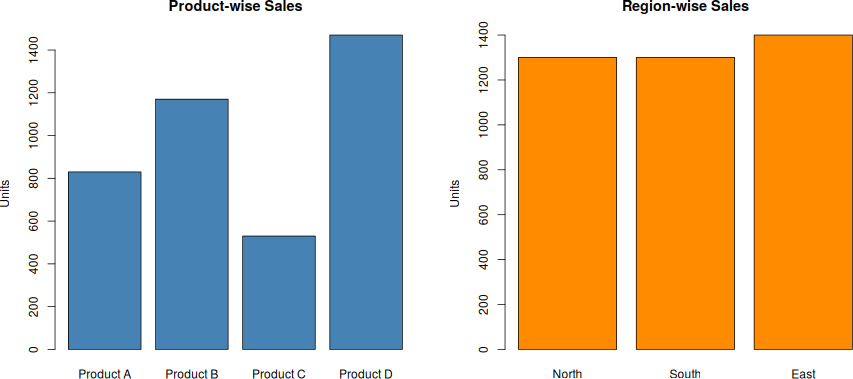 Product-wise Sales
Units
1400
1200
1000
800
600
400
200
0
Product A
Product B
Product C
Product D
Region-wise Sales
Units
1400
1200
1000
800
600
400
200
0
North
South
East